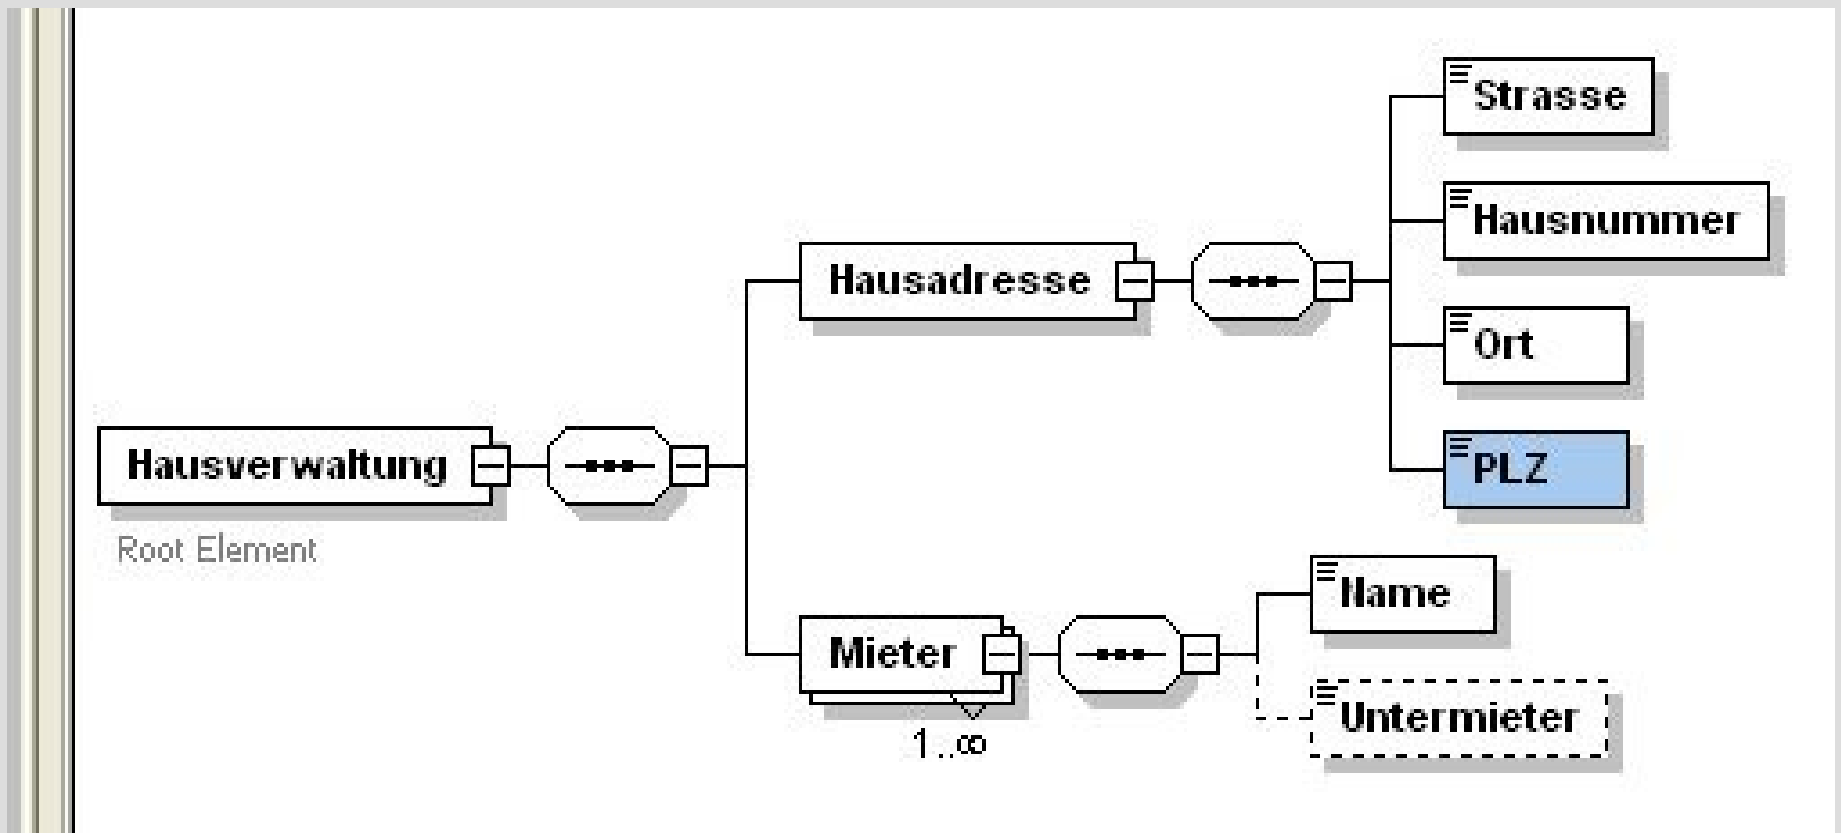 Strasse
Hausnummer
Hausadresse
Ort
Hausverwaltung
PLZ
Root Element
Name
Mieter
Untermieter
1..∞